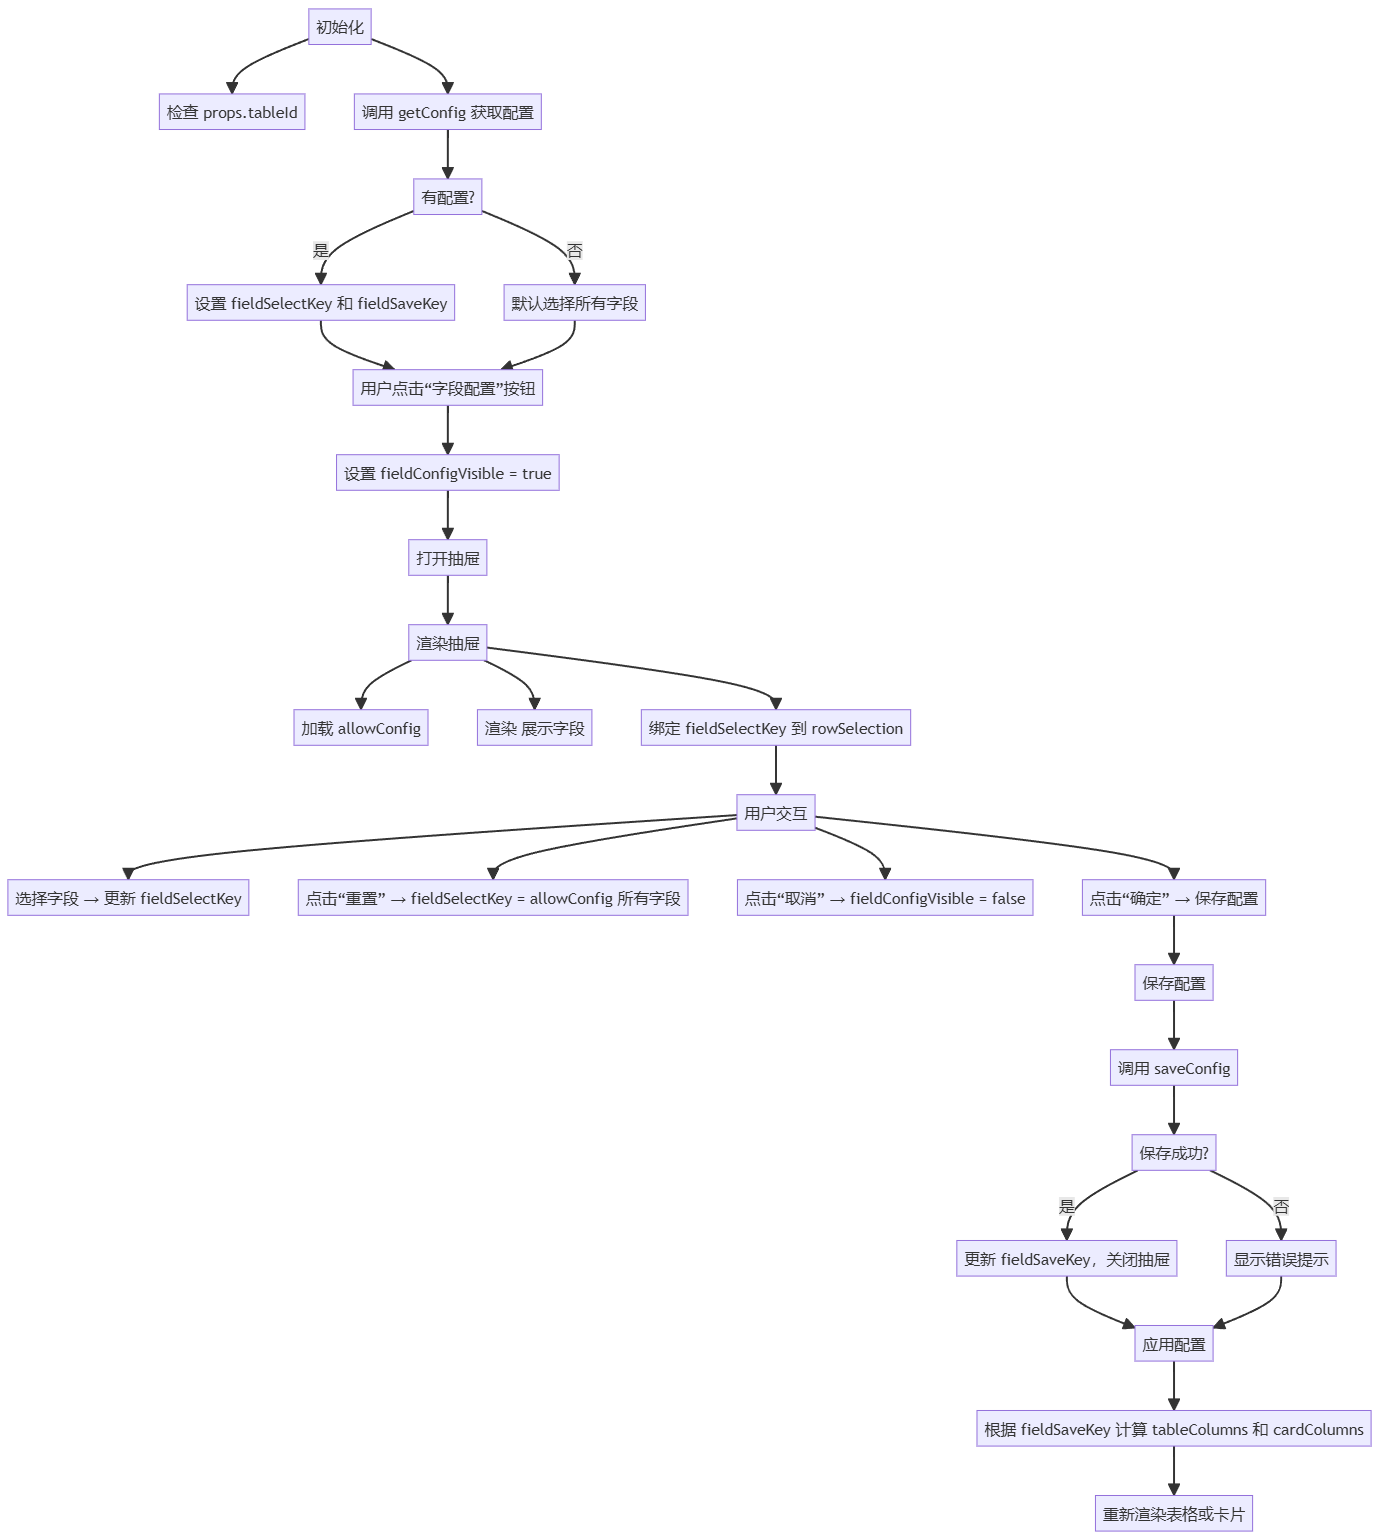 初始化
检查 props.tableId
调用 getConfig 获取配置
有配置?
是
否
设置 fieldSelectKey 和 fieldSaveKey
默认选择所有字段
用户点击“字段配置”按钮
设置 fieldConfigVisible = true
打开抽屉
渲染抽屉
加载 allowConfig
渲染 展示字段
绑定 fieldSelectKey 到 rowSelection
用户交互
选择字段 → 更新 fieldSelectKey
点击“重置” → fieldSelectKey = allowConfig 所有字段
点击“取消” → fieldConfigVisible = false
点击“确定” → 保存配置
保存配置
调用 saveConfig
保存成功?
是
否
更新 fieldSaveKey，关闭抽屉
显示错误提示
应用配置
根据 fieldSaveKey 计算 tableColumns 和 cardColumns
重新渲染表格或卡片